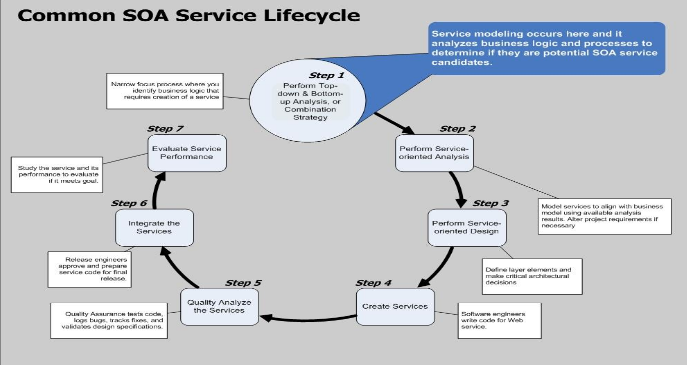 Common SOA Service Lifecycle
Service modeling occurs here and it
analyzes business logic and processes to
determine if they are potential SOA service
candidates.
Step 1
Perform Top-
down & Bottom-
up Analysis, or
Combination
Strategy
Narrow focus process where you
identify business logic that
requires creation of a service
Step 2
Perform Service-
oriented Analysis
Model services to align with business
model using available analysis
results. Alter project requirements if
necessary
Step 3
Perform Service-
oriented Design
Define layer elements and
make critical architectural
decisions.
Step 4
Create Services
Software engineers
write code for Web
service.
Step 5
Quality Analyze
the Services
Quality Assurance tests code,
logs bugs, tracks fixes, and
validates design specifications.
Step 6
Integrate the
Services
Release engineers
approve and prepare
service code for final
release.
Step 7
Evaluate Service
Performance
Study the service and its
performance to evaluate
if it meets goal.